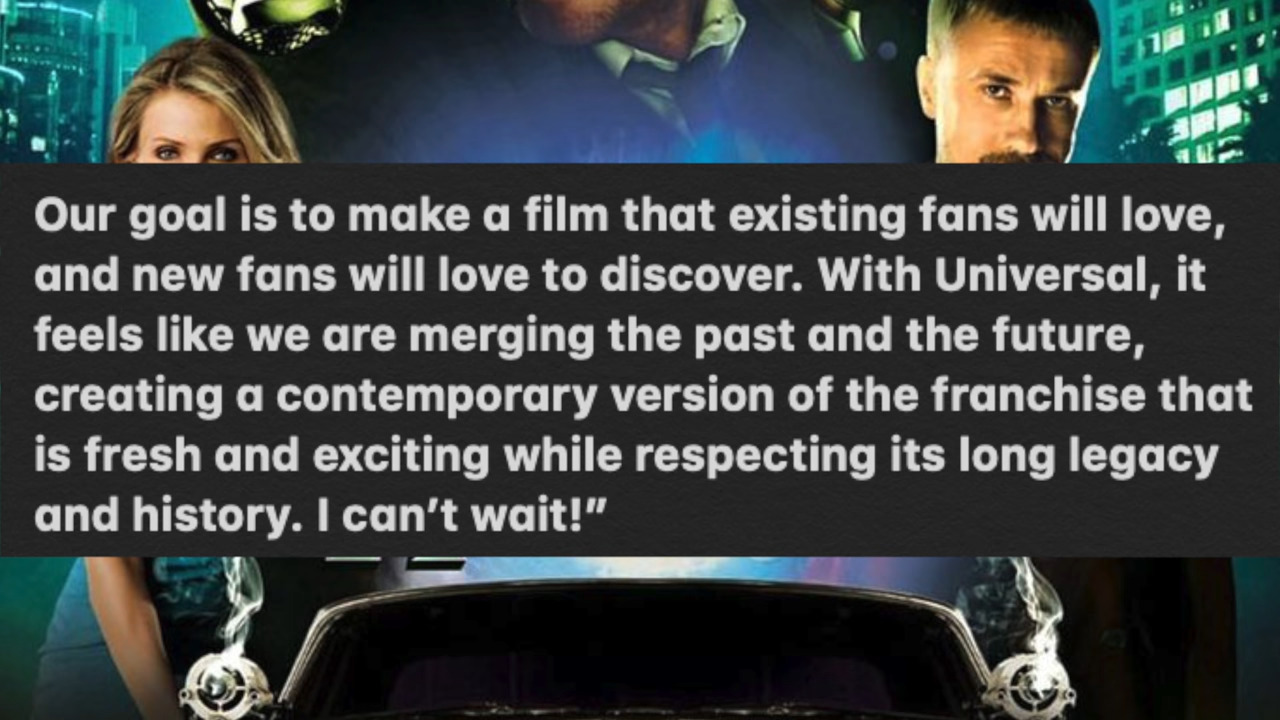 Our goal is to make a film that existing fans will love,
and new fans will love to discover. With Universal, it
feels like we are merging the past and the future,
creating a contemporary version of the franchise that
is fresh and exciting while respecting its long legacy
and history. I can’t wait!”